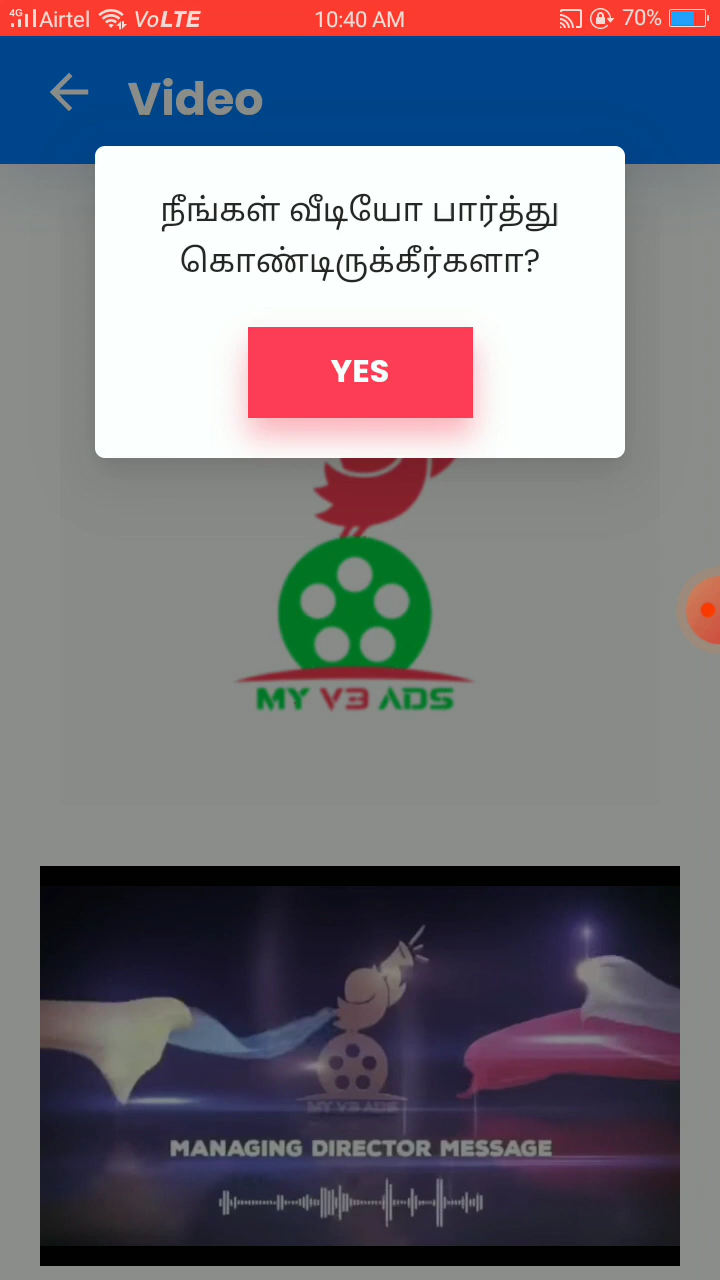 4G Airtel VoLTE 10:40 AM 70%
Video
நீங்கள் வீடியோ பார்த்து
கொண்டிருக்கீர்களா?
YES
MY V3 ADS
MY V3 ADS
MANAGING DIRECTOR MESSAGE